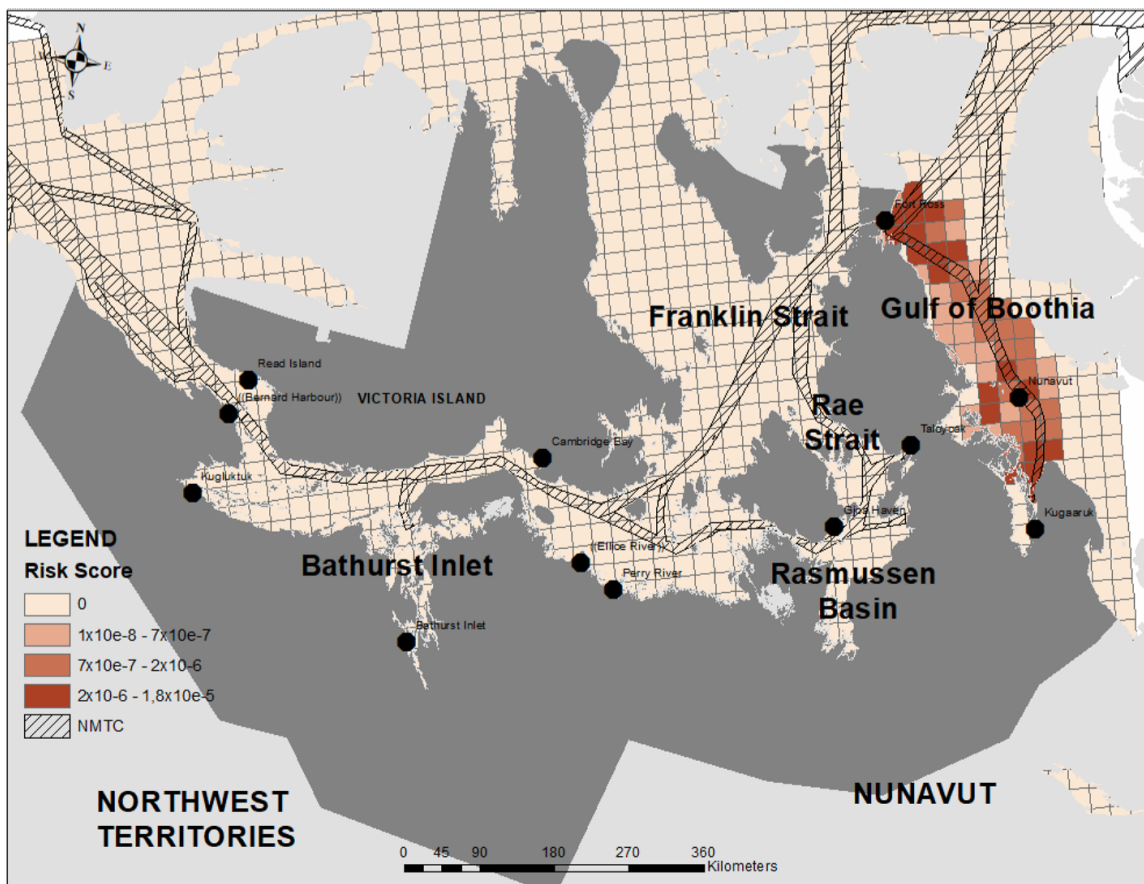 N
W
E
S
Fort Ross
Franklin Strait
Gulf of Boothia
Read Island
((Bernard Harbour))
VICTORIA ISLAND
Nunavut
Rae
Strait
Taloyoak
Cambridge Bay
Kugluktuk
Gjoa Haven
Kugaaruk
LEGEND
Risk Score
0
1x10e-8 - 7x10e-7
7x10e-7 - 2x10-6
2x10-6 - 1,8x10e-5
NMTC
Bathurst Inlet
((Ellice River))
Perry River
Rasmussen
Basin
Bathurst Inlet
NORTHWEST
TERRITORIES
NUNAVUT
0 45 90 180 270 360
Kilometers